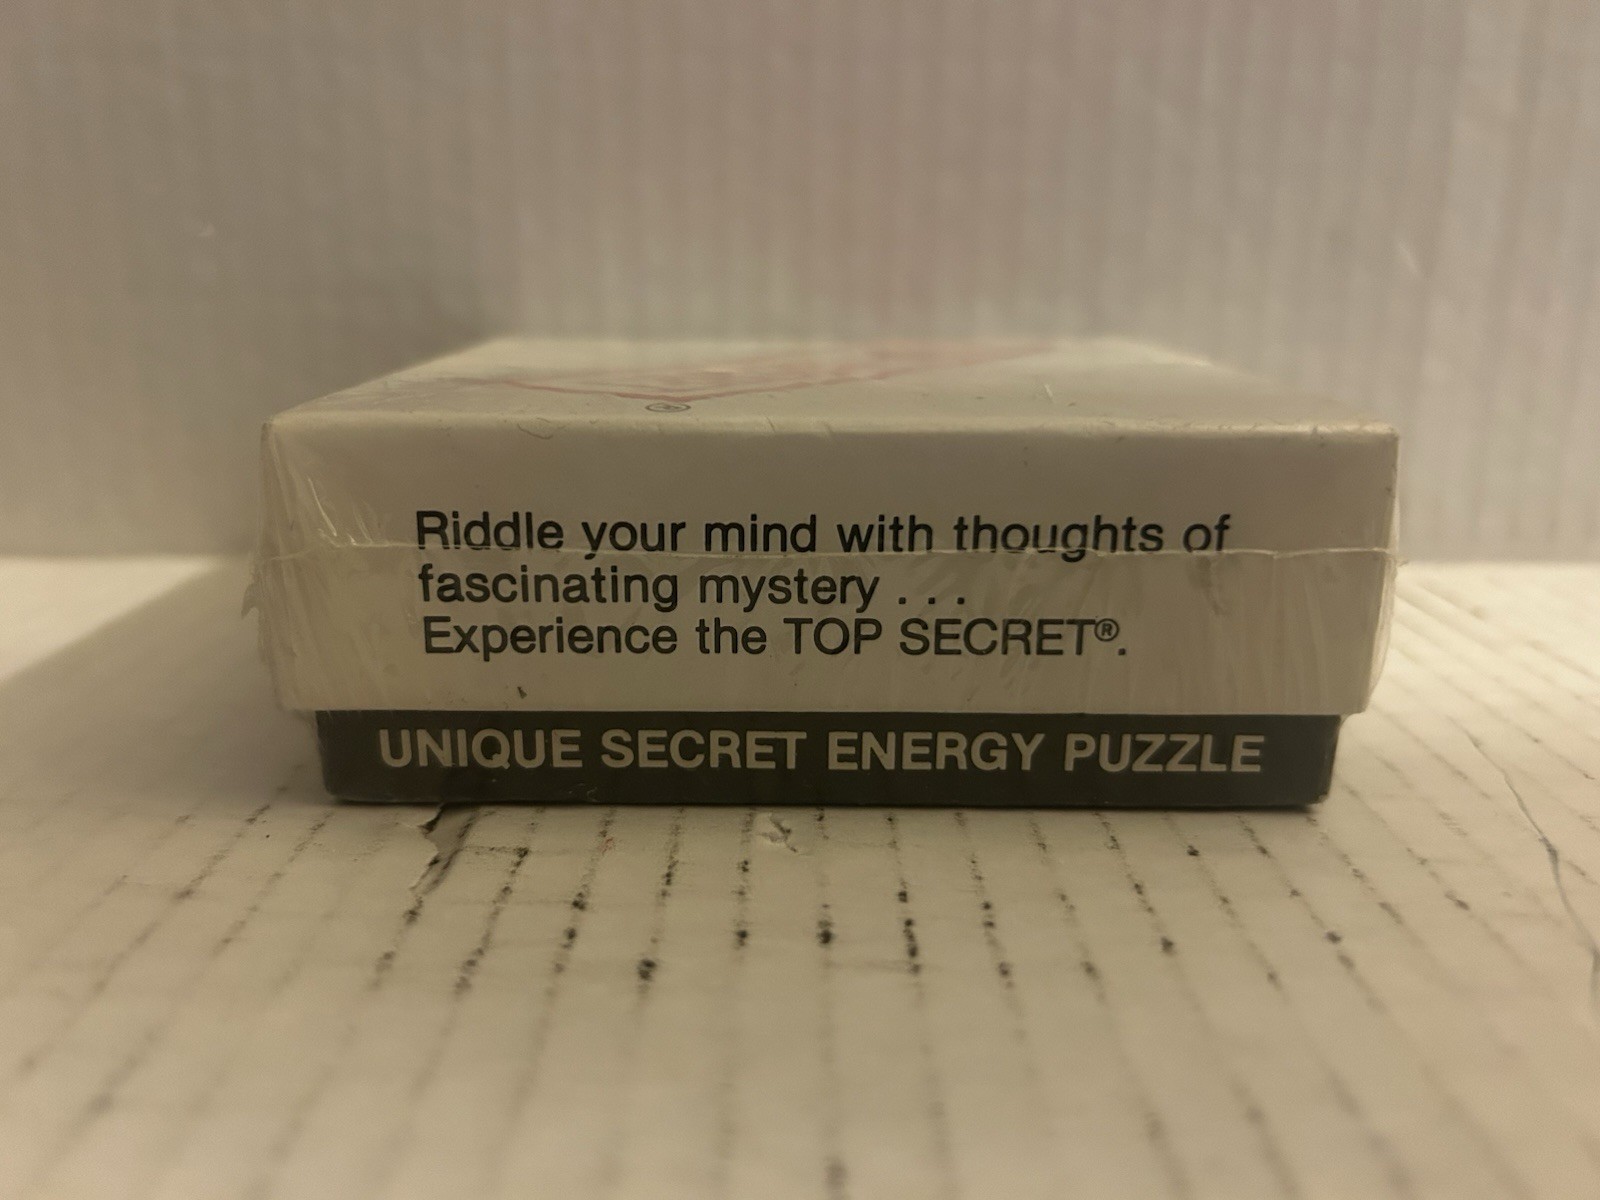 ®
Riddle your mind with thoughts of
fascinating mystery . . .
Experience the TOP SECRET®.
UNIQUE SECRET ENERGY PUZZLE